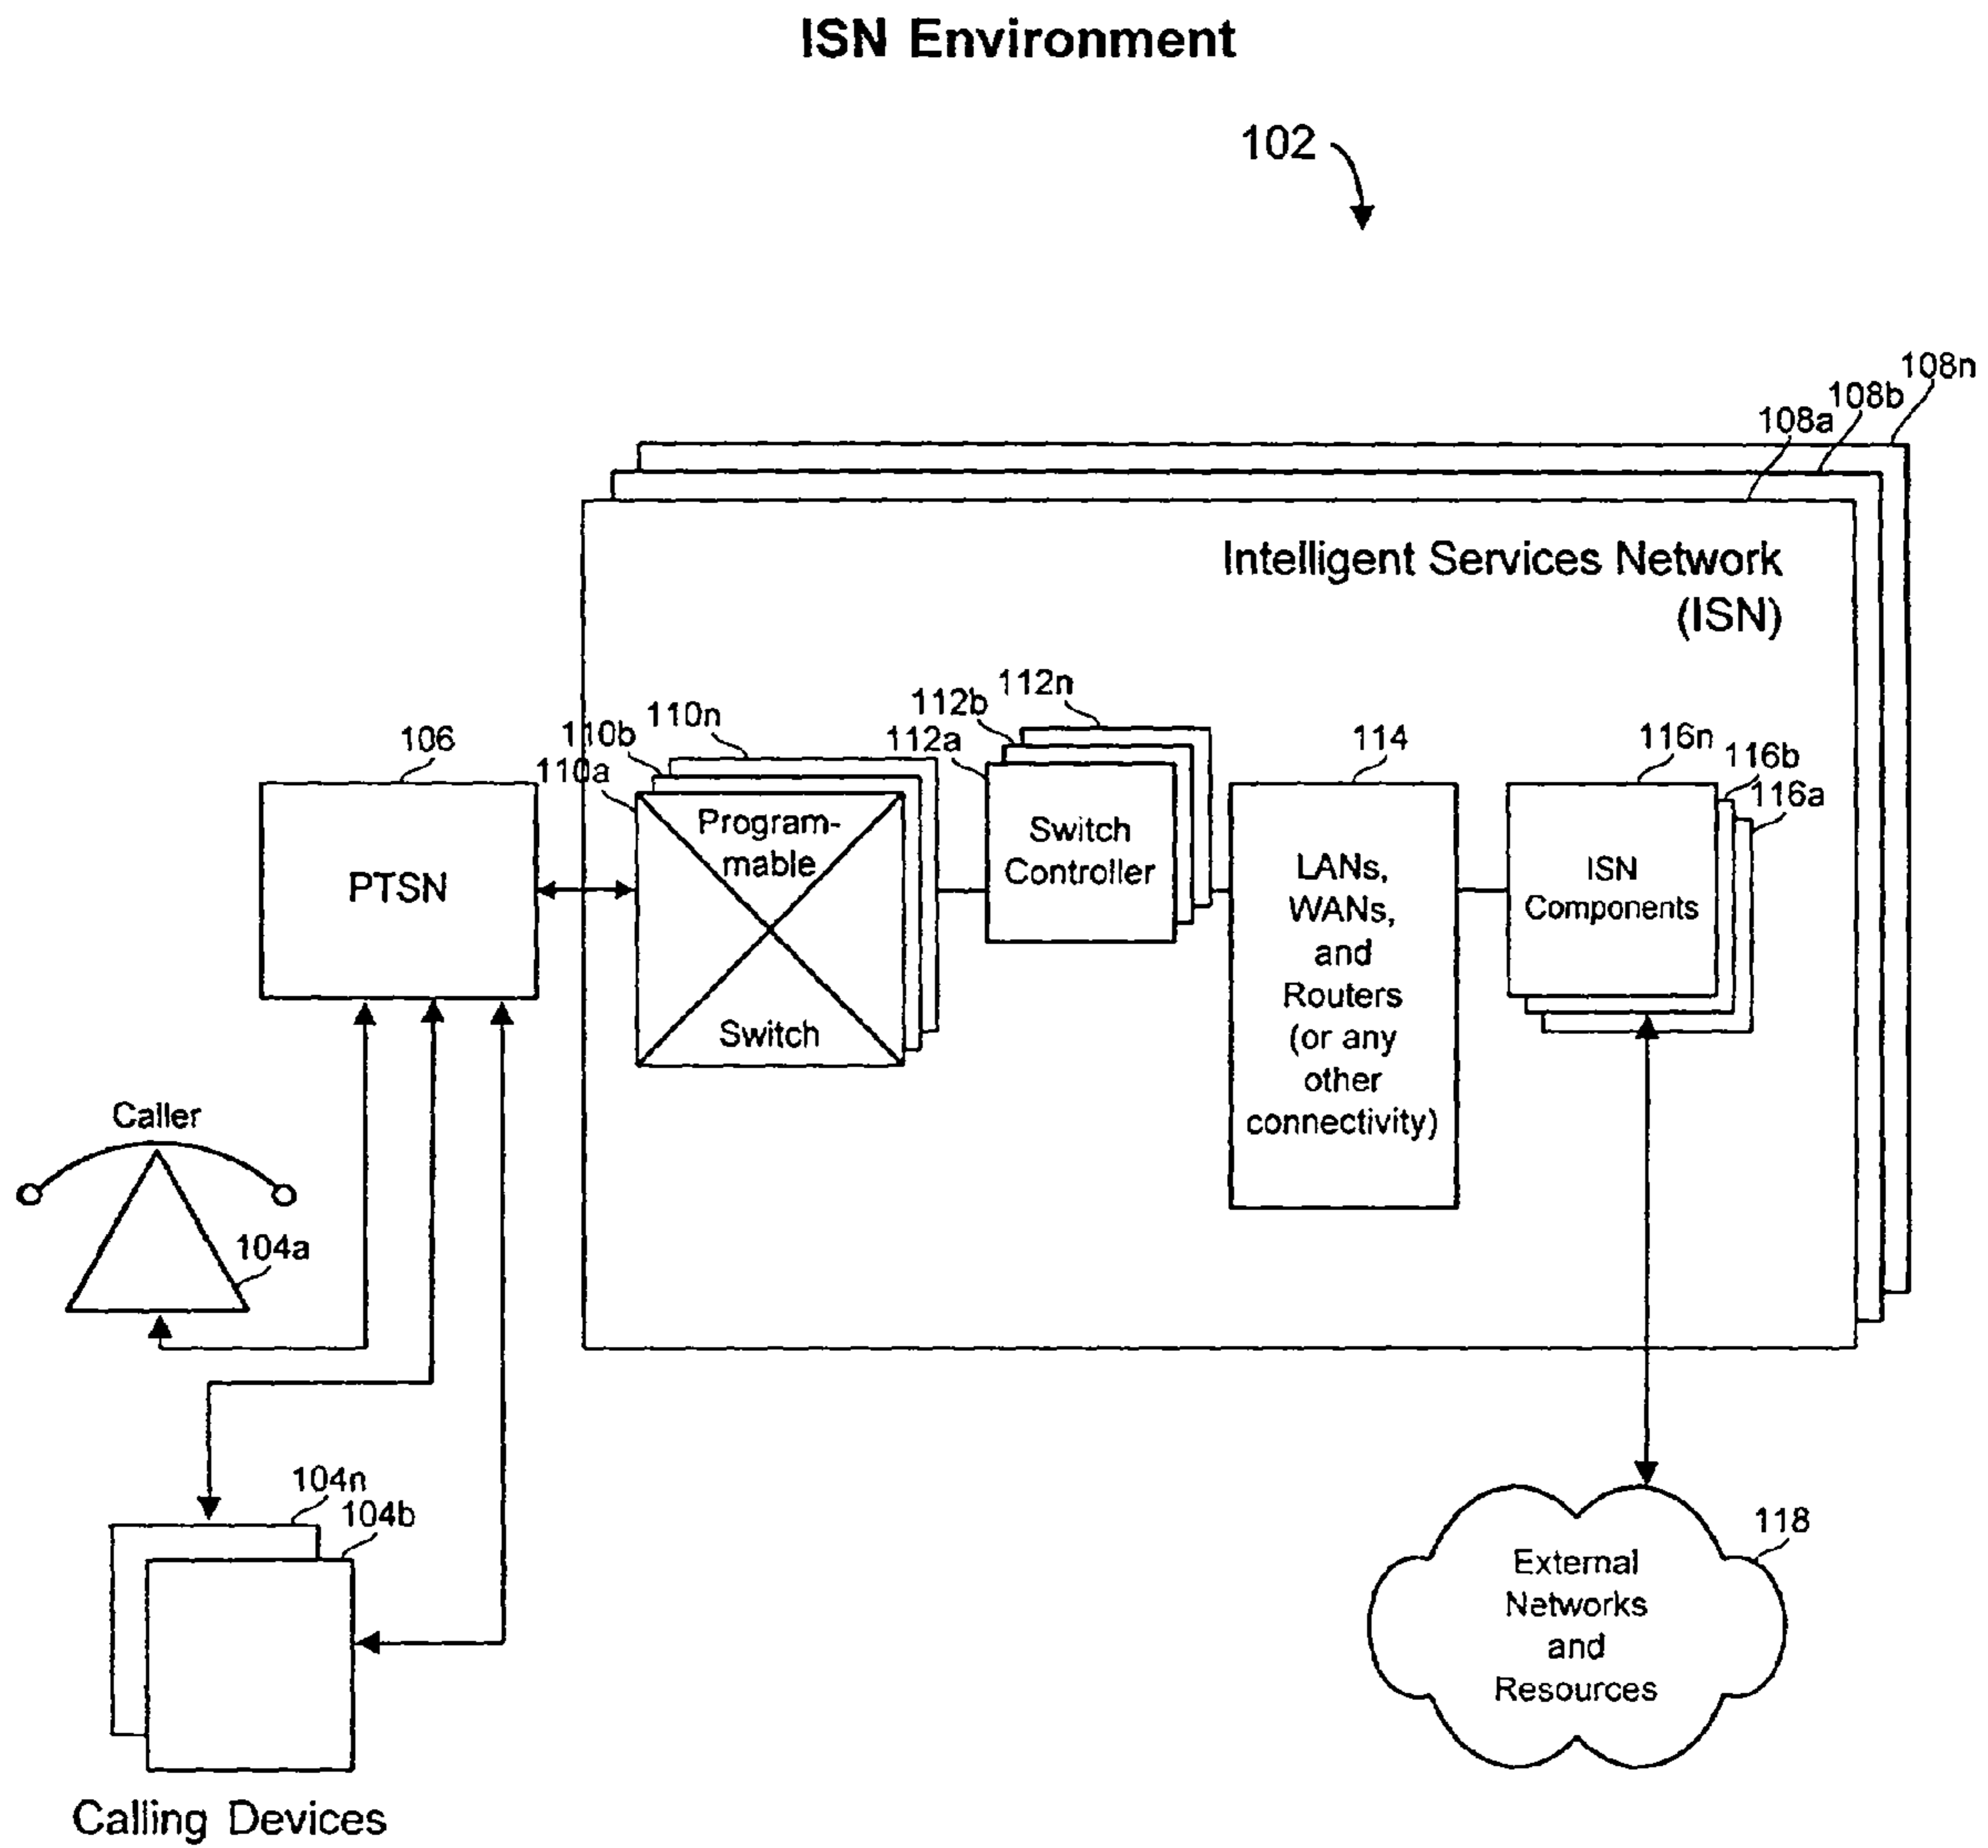 ISN Environment
102
108n
108b
108a
Intelligent Services Network
(ISN)
112n
112b
112a
110n
110b
110a
106
114
116n
116b
116a
PTSN
Program-
mable
Switch
Switch
Controller
LANs,
WANs,
and
Routers
(or any
other
connectivity)
ISN
Components
Caller
104a
104n
104b
Calling Devices
118
External
Networks
and
Resources